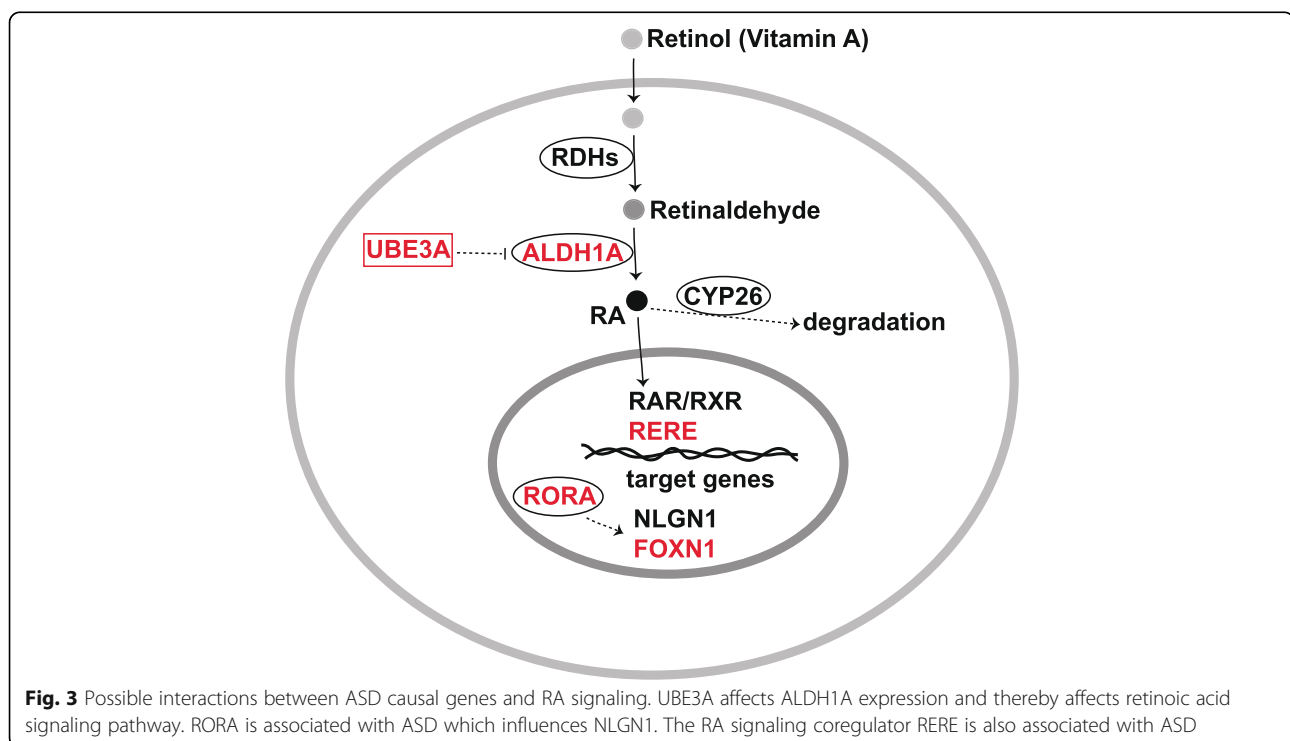 Retinol (Vitamin A)
RDHs
Retinaldehyde
UBE3A
ALDH1A
CYP26
RA
degradation
RAR/RXR
RERE
target genes
RORA
NLGN1
FOXN1
Fig. 3 Possible interactions between ASD causal genes and RA signaling. UBE3A affects ALDH1A expression and thereby affects retinoic acid
signaling pathway. RORA is associated with ASD which influences NLGN1. The RA signaling coregulator RERE is also associated with ASD